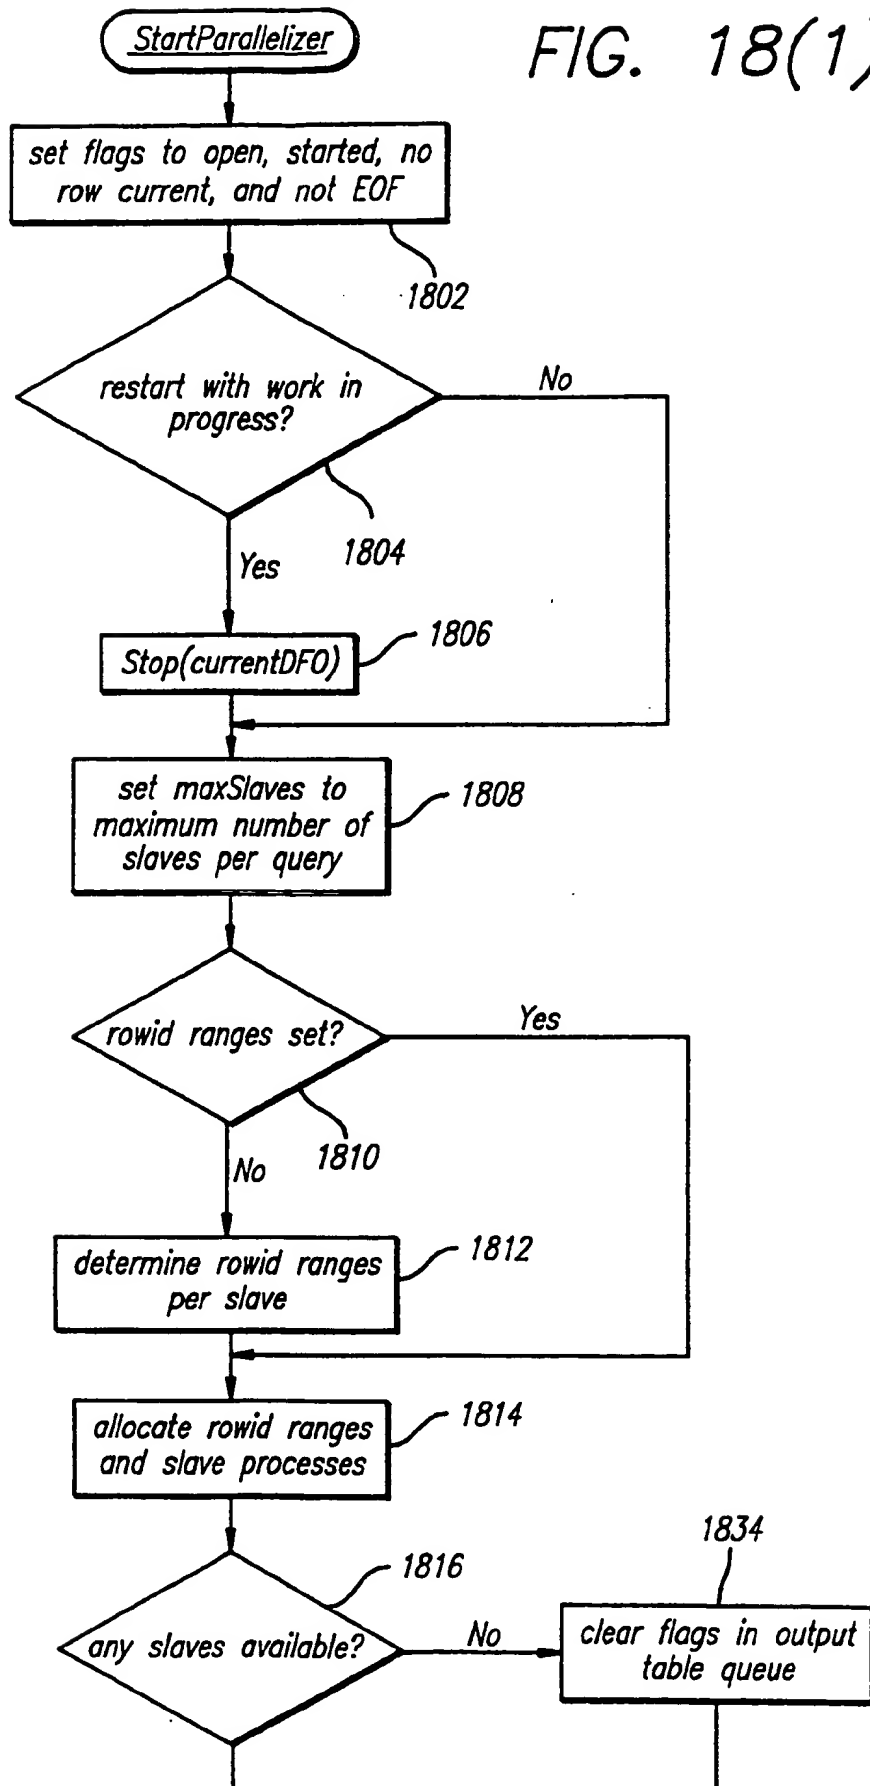 StartParallelizer
FIG. 18(1)
set flags to open, started, no
row current, and not EOF
1802
restart with work in
progress?
No
1804
Yes
Stop(currentDFO)
1806
set maxSlaves to
maximum number of
slaves per query
1808
rowid ranges set?
Yes
1810
No
determine rowid ranges
per slave
1812
allocate rowid ranges
and slave processes
1814
1816
1834
any slaves available?
No
clear flags in output
table queue